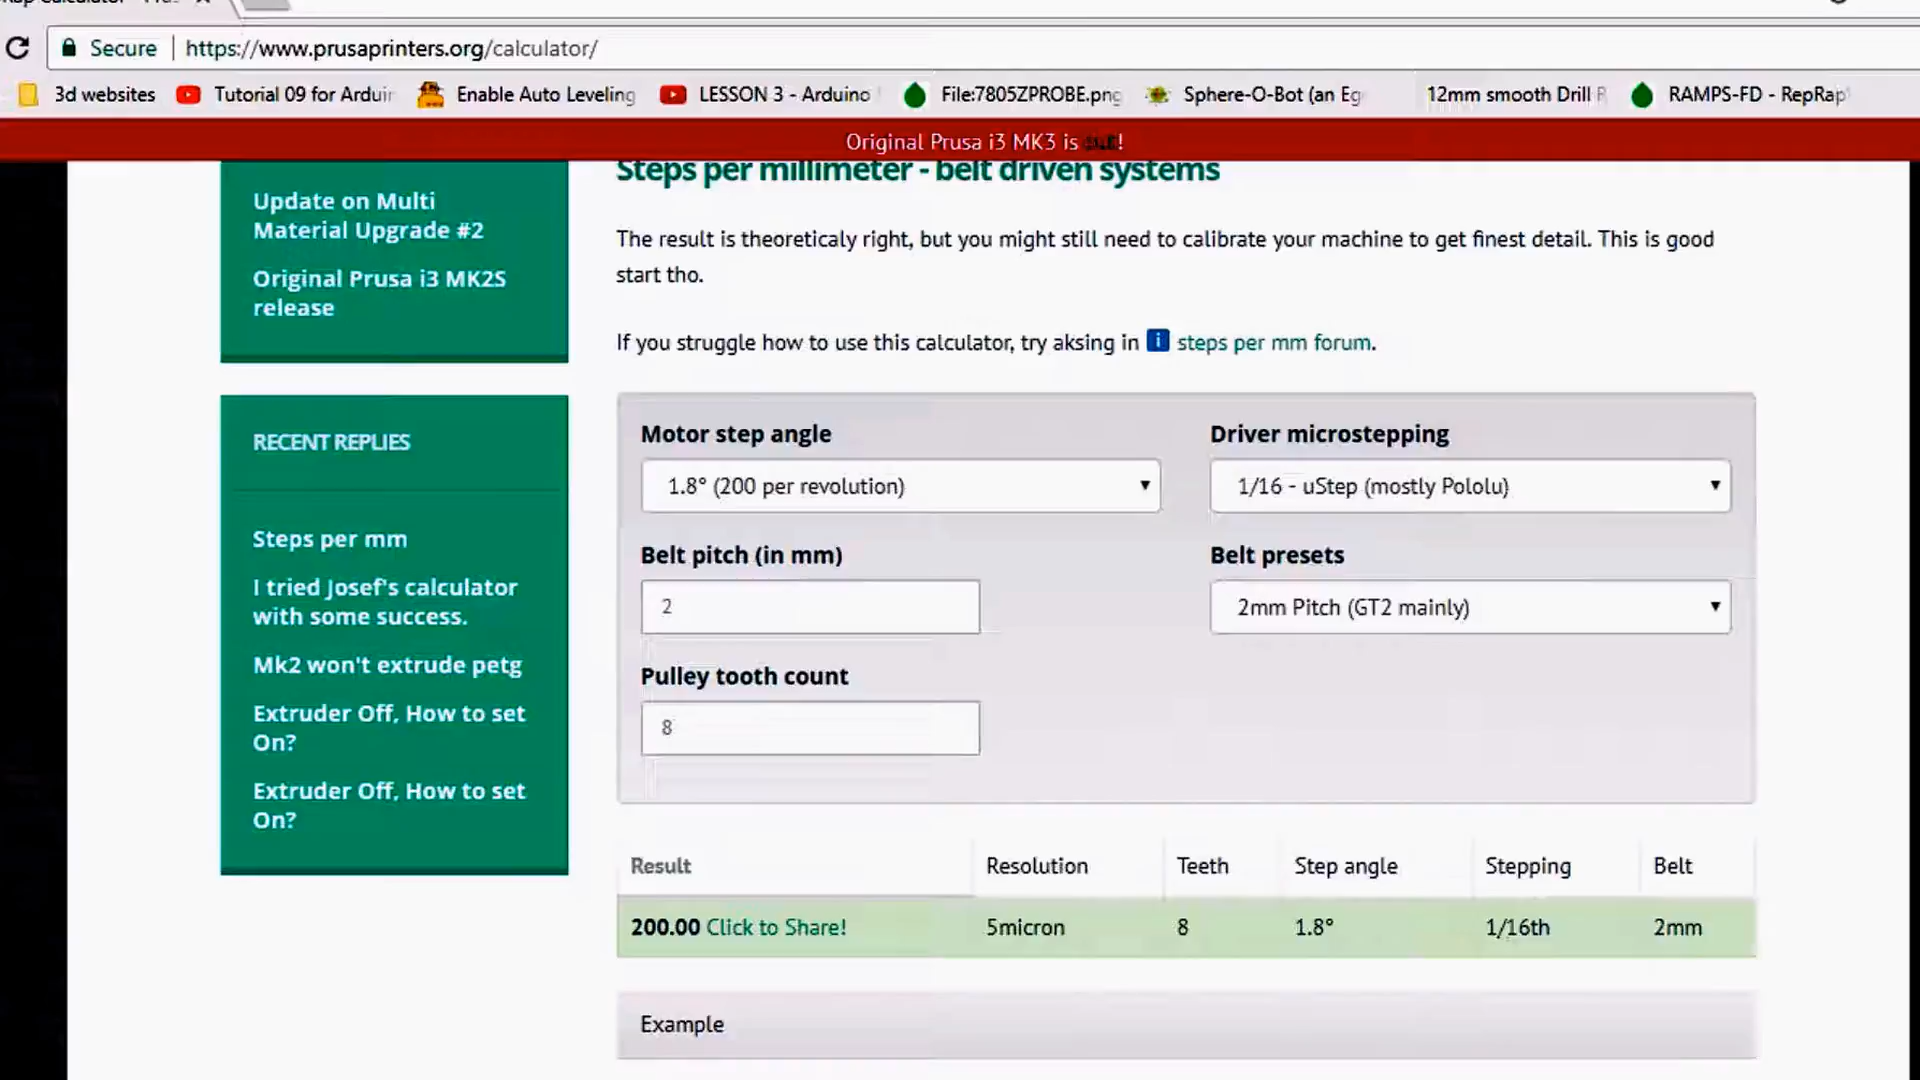 Secure https://www.prusaprinters.org/calculator/
3d websites Tutorial 09 for Arduin Enable Auto Leveling LESSON 3 - Arduino File:7805ZPROBE.png Sphere-O-Bot (an Eg 12mm smooth Drill R RAMPS-FD - RepRap
Original Prusa i3 MK3 is !
Update on Multi
Material Upgrade #2
Original Prusa i3 MK2S
release
RECENT REPLIES
Steps per mm
I tried Josef's calculator
with some success.
Mk2 won't extrude petg
Extruder Off, How to set
On?
Extruder Off, How to set
On?
Steps per millimeter - belt driven systems
The result is theoreticaly right, but you might still need to calibrate your machine to get finest detail. This is good
start tho.
If you struggle how to use this calculator, try aksing in steps per mm forum.
Motor step angle Driver microstepping
1.8° (200 per revolution) 1/16 - uStep (mostly Pololu)
Belt pitch (in mm) Belt presets
2 2mm Pitch (GT2 mainly)
Pulley tooth count
8
Result Resolution Teeth Step angle Stepping Belt
200.00 Click to Share! 5micron 8 1.8° 1/16th 2mm
Example